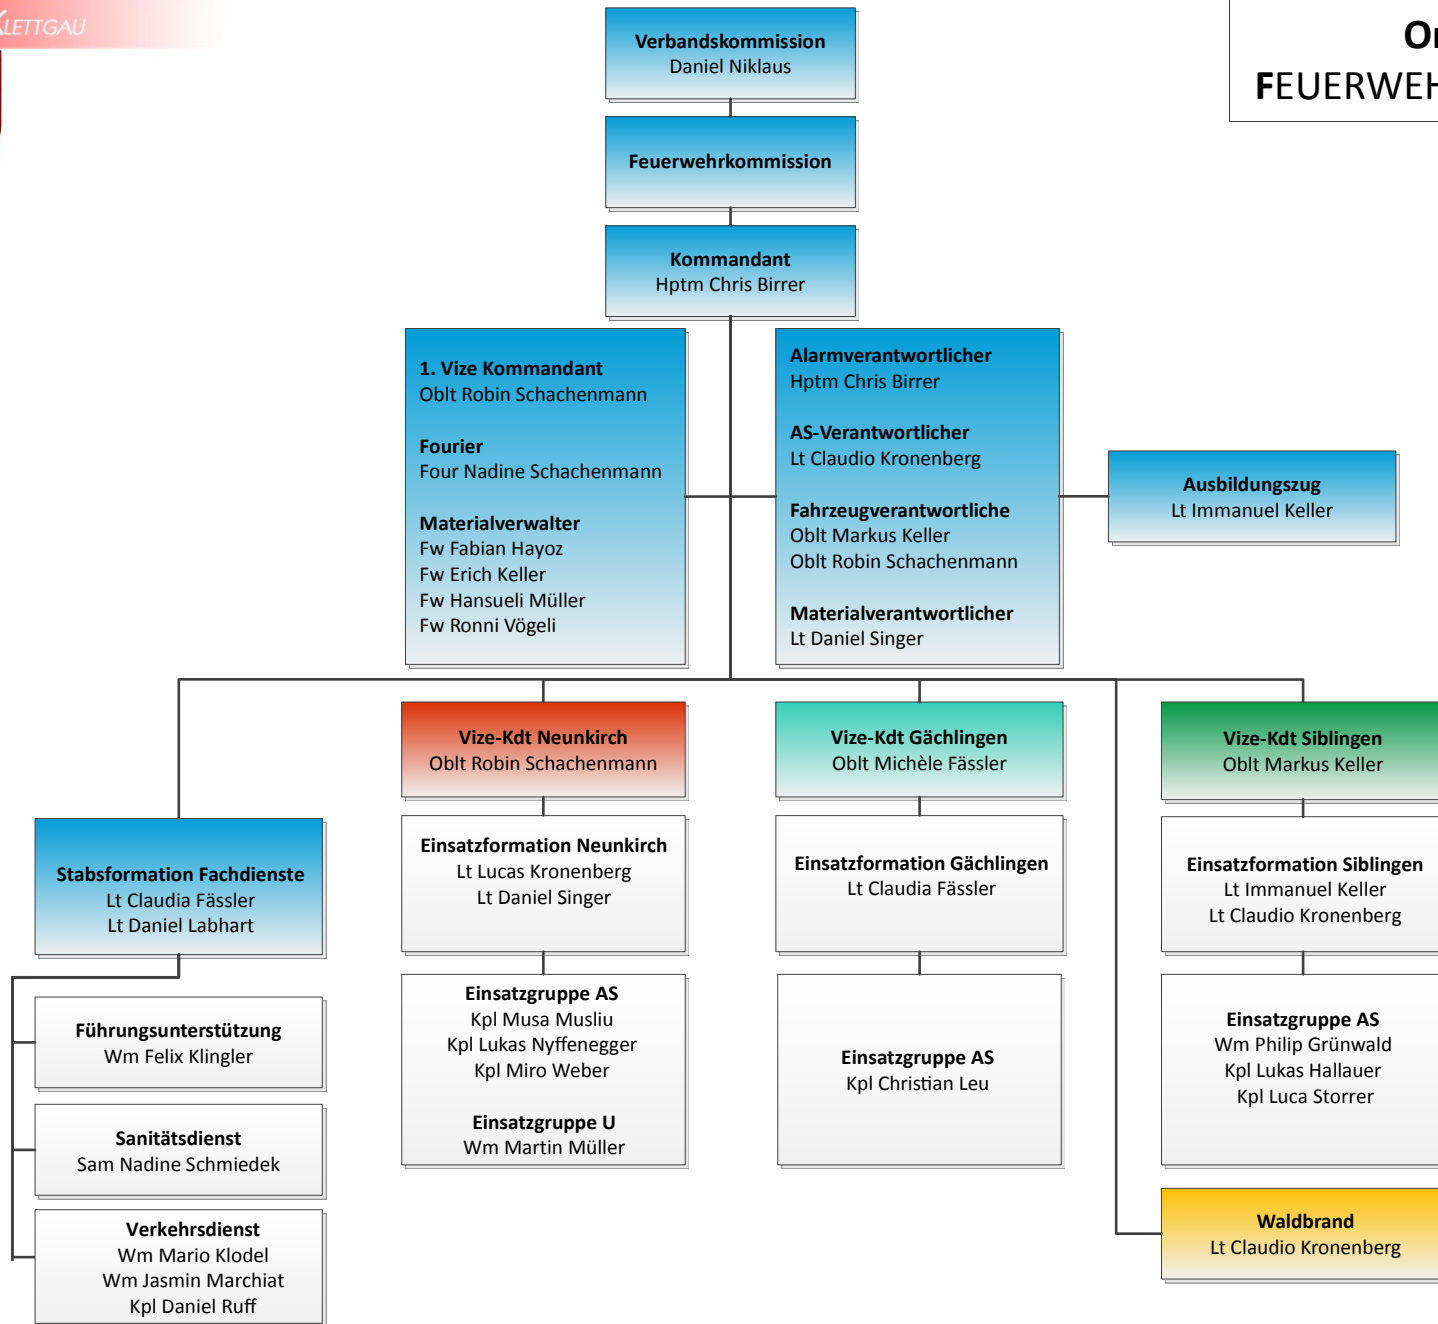 KLETTGAU
Verbandskommission
Daniel Niklaus
FEUERWEH
Feuerwehrkommission
Kommandant
Hptm Chris Birrer
1. Vize Kommandant
Oblt Robin Schachenmann
Fourier
Four Nadine Schachenmann
Materialverwalter
Fw Fabian Hayoz
Fw Erich Keller
Fw Hansueli Müller
Fw Ronni Vögeli
Alarmverantwortlicher
Hptm Chris Birrer
AS-Verantwortlicher
Lt Claudio Kronenberg
Fahrzeugverantwortliche
Oblt Markus Keller
Oblt Robin Schachenmann
Materialverantwortlicher
Lt Daniel Singer
Ausbildungszug
Lt Immanuel Keller
Stabsformation Fachdienste
Lt Claudia Fässler
Lt Daniel Labhart
Führungsunterstützung
Wm Felix Klingler
Sanitätsdienst
Sam Nadine Schmiedek
Verkehrsdienst
Wm Mario Klodel
Wm Jasmin Marchiat
Kpl Daniel Ruff
Vize-Kdt Neunkirch
Oblt Robin Schachenmann
Einsatzformation Neunkirch
Lt Lucas Kronenberg
Lt Daniel Singer
Einsatzgruppe AS
Kpl Musa Musliu
Kpl Lukas Nyffenegger
Kpl Miro Weber
Einsatzgruppe U
Wm Martin Müller
Vize-Kdt Gächlingen
Oblt Michèle Fässler
Einsatzformation Gächlingen
Lt Claudia Fässler
Einsatzgruppe AS
Kpl Christian Leu
Vize-Kdt Siblingen
Oblt Markus Keller
Einsatzformation Siblingen
Lt Immanuel Keller
Lt Claudio Kronenberg
Einsatzgruppe AS
Wm Philip Grünwald
Kpl Lukas Hallauer
Kpl Luca Storrer
Waldbrand
Lt Claudio Kronenberg